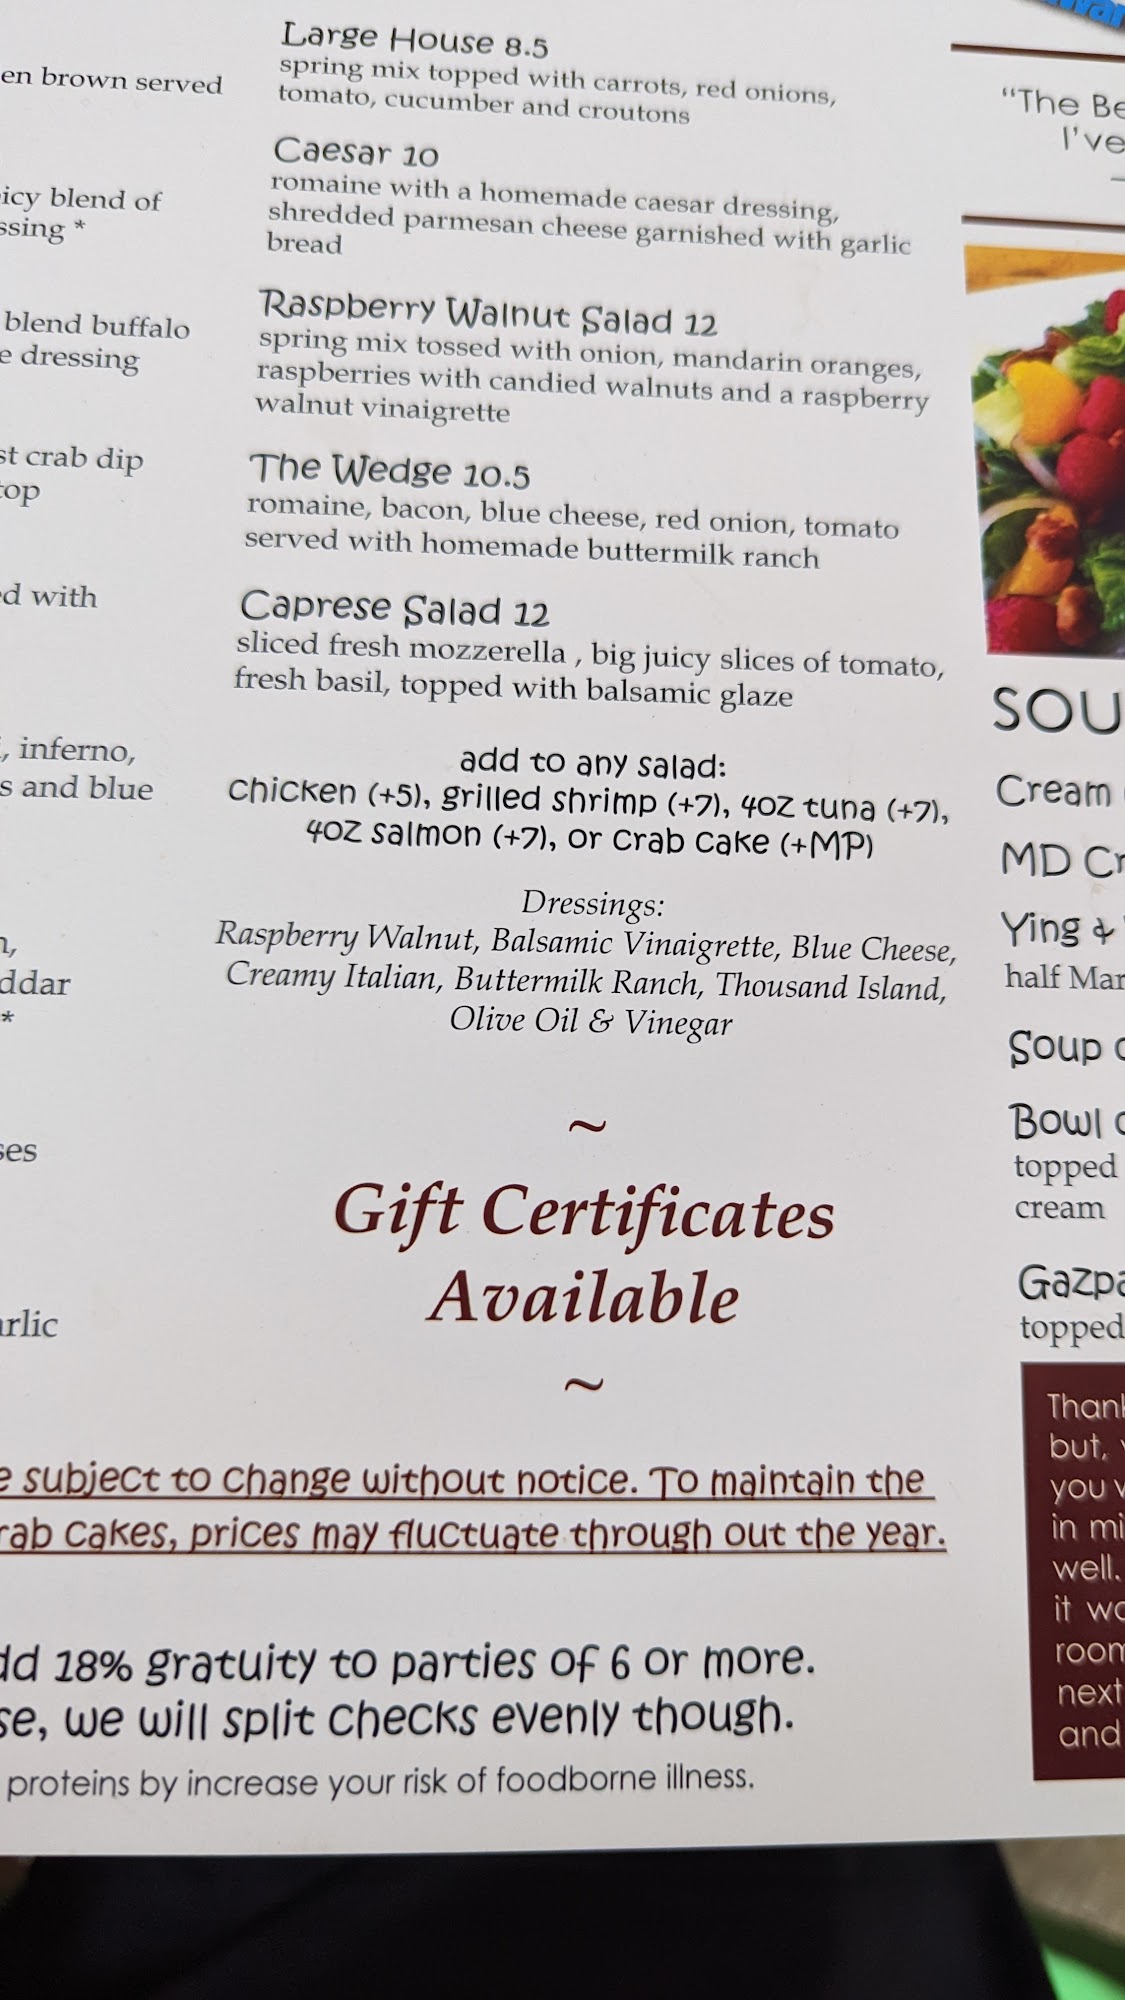 en brown served
icy blend of
ssing *
blend buffalo
e dressing
st crab dip
top
ed with
, inferno,
s and blue
n,
ddar
*
ses
arlic
Large House 8.5
spring mix topped with carrots, red onions,
tomato, cucumber and croutons
Caesar 10
romaine with a homemade caesar dressing,
shredded parmesan cheese garnished with garlic
bread
Raspberry Walnut Salad 12
spring mix tossed with onion, mandarin oranges,
raspberries with candied walnuts and a raspberry
walnut vinaigrette
The Wedge 10.5
romaine, bacon, blue cheese, red onion, tomato
served with homemade buttermilk ranch
Caprese Salad 12
sliced fresh mozzerella , big juicy slices of tomato,
fresh basil, topped with balsamic glaze
add to any salad:
chicken (+5), grilled shrimp (+7), 4oz tuna (+7),
4oz salmon (+7), or crab cake (+MP)
Dressings:
Raspberry Walnut, Balsamic Vinaigrette, Blue Cheese,
Creamy Italian, Buttermilk Ranch, Thousand Island,
Olive Oil & Vinegar
~
Gift Certificates
Available
~
e subject to change without notice. To maintain the
rab cakes, prices may fluctuate through out the year.
dd 18% gratuity to parties of 6 or more.
se, we will split checks evenly though.
proteins by increase your risk of foodborne illness.
"The Be
I've
SOU
Cream
MD Cr
Ying &
half Mar
Soup
Bowl
topped
cream
Gazpa
topped
Thank
but,
you w
in mi
well.
it wo
room
next
and